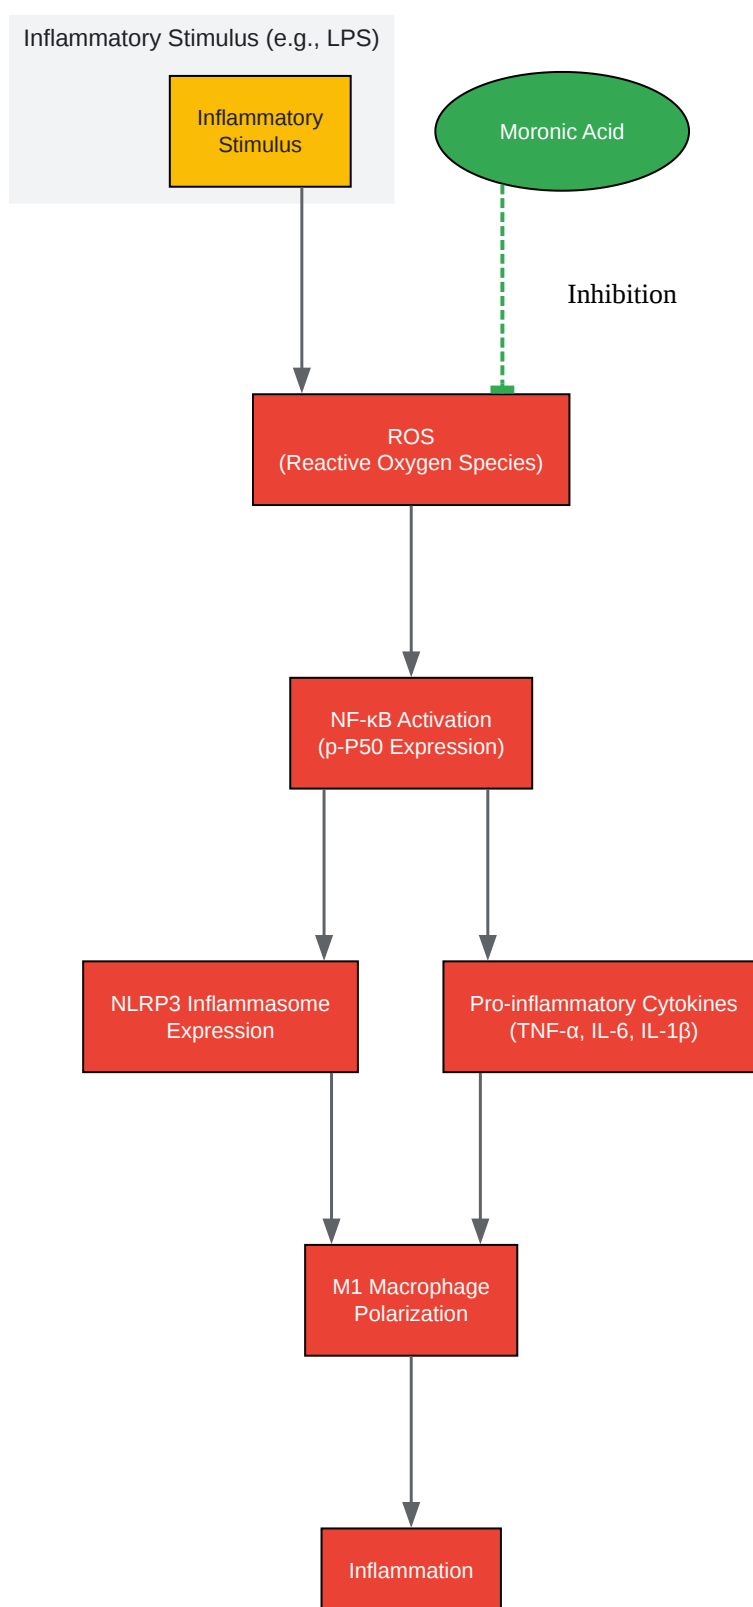 Inflammatory Stimulus (e.g., LPS)
Inflammatory
Stimulus
Moronic Acid
Inhibition
ROS
(Reactive Oxygen Species)
NF-κB Activation
(p-P50 Expression)
NLRP3 Inflammasome
Expression
Pro-inflammatory Cytokines
(TNF-α, IL-6, IL-1β)
M1 Macrophage
Polarization
Inflammation